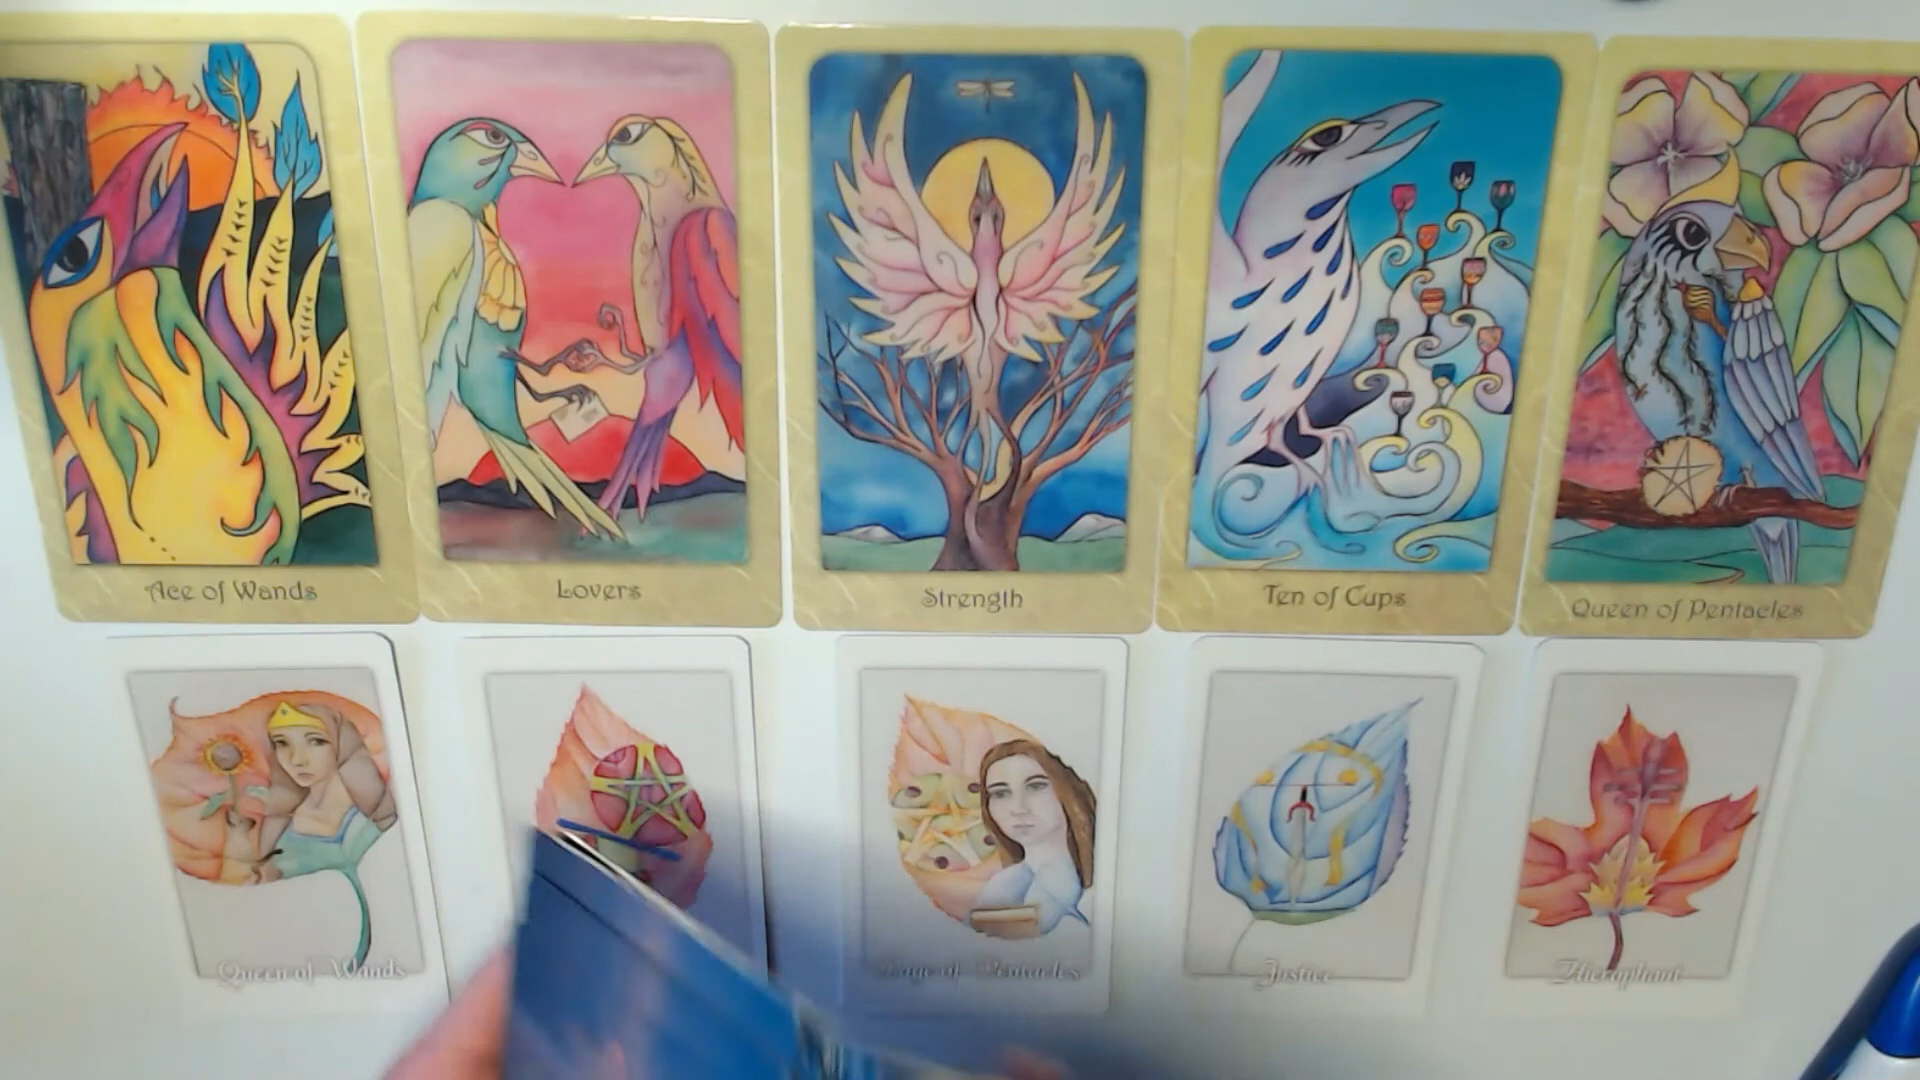 Ace of Wands
Lovers
Strength
Ten of Cups
Queen of Pentacles
Queen of Wands
Page of Pentacles
Justice
Hierophant